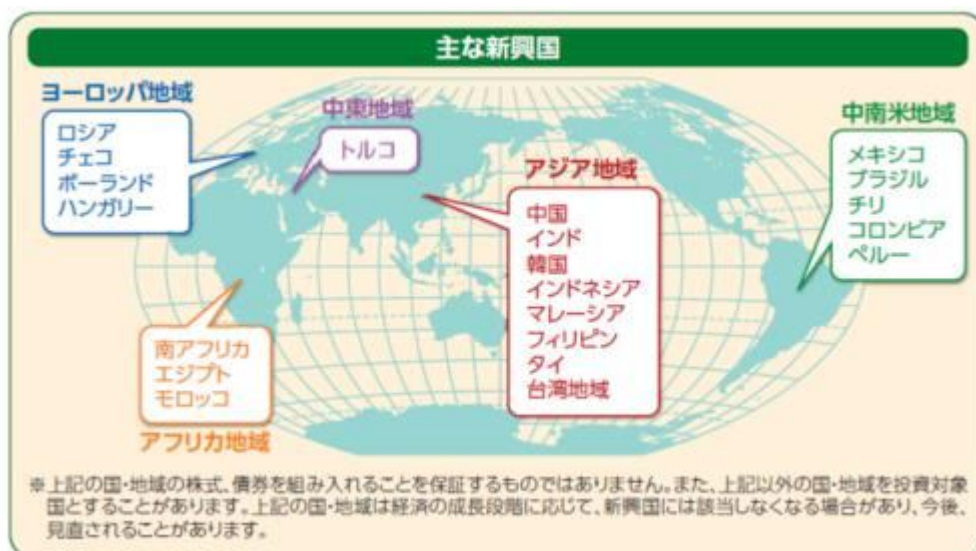 主な新興国
ヨーロッパ地域
ロシア
チェコ
ポーランド
ハンガリー
中東地域
トルコ
アジア地域
中国
インド
韓国
インドネシア
マレーシア
フィリピン
タイ
台湾地域
中南米地域
メキシコ
ブラジル
チリ
コロンビア
ペルー
南アフリカ
エジプト
モロッコ
アフリカ地域
※上記の国・地域の株式、債券を組み入れることを保証するものではありません。また、上記以外の国・地域を投資対象
国とすることがあります。上記の国・地域は経済の成長段階に応じて、新興国には該当しなくなる場合があり、今後、
見直されることがあります。